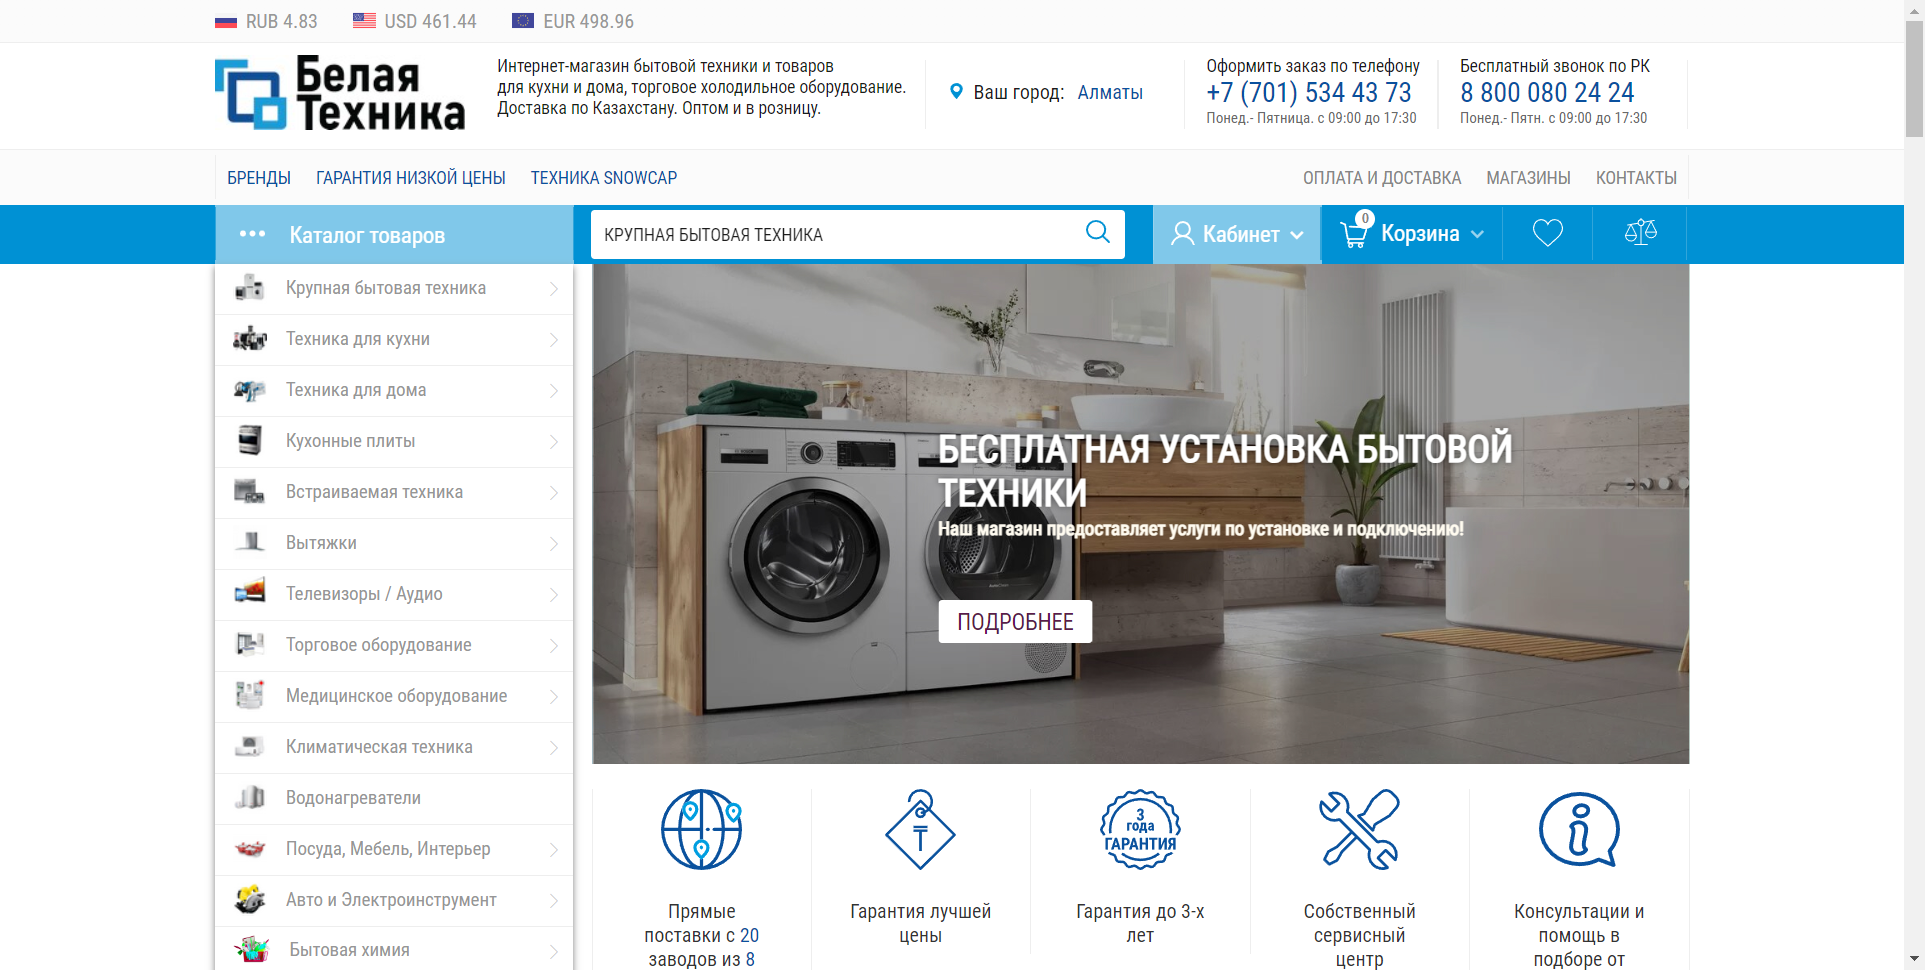 RUB 4.83 USD 461.44 EUR 498.96
Белая
Техника
Интернет-магазин бытовой техники и товаров
для кухни и дома, торговое холодильное оборудование.
Доставка по Казахстану. Оптом и в розницу.
Ваш город: Алматы
Оформить заказ по телефону
+7 (701) 534 43 73
Понед.- Пятница. с 09:00 до 17:30
Бесплатный звонок по РК
8 800 080 24 24
Понед.- Пятн. с 09:00 до 17:30
БРЕНДЫ ГАРАНТИЯ НИЗКОЙ ЦЕНЫ ТЕХНИКА SNOWCAP ОПЛАТА И ДОСТАВКА МАГАЗИНЫ КОНТАКТЫ
Каталог товаров
КРУПНАЯ БЫТОВАЯ ТЕХНИКА
Кабинет
0
Корзина
Крупная бытовая техника
Техника для кухни
Техника для дома
Кухонные плиты
Встраиваемая техника
Вытяжки
Телевизоры / Аудио
Торговое оборудование
Медицинское оборудование
Климатическая техника
Водонагреватели
Посуда, Мебель, Интерьер
Авто и Электроинструмент
Бытовая химия
БЕСПЛАТНАЯ УСТАНОВКА БЫТОВОЙ
ТЕХНИКИ
Наш магазин предоставляет услуги по установке и подключению!
ПОДРОБНЕЕ
Прямые
поставки с 20
заводов из 8
Гарантия лучшей
цены
3
года
ГАРАНТИЯ
Гарантия до 3-х
лет
Собственный
сервисный
центр
Консультации и
помощь в
подборе от